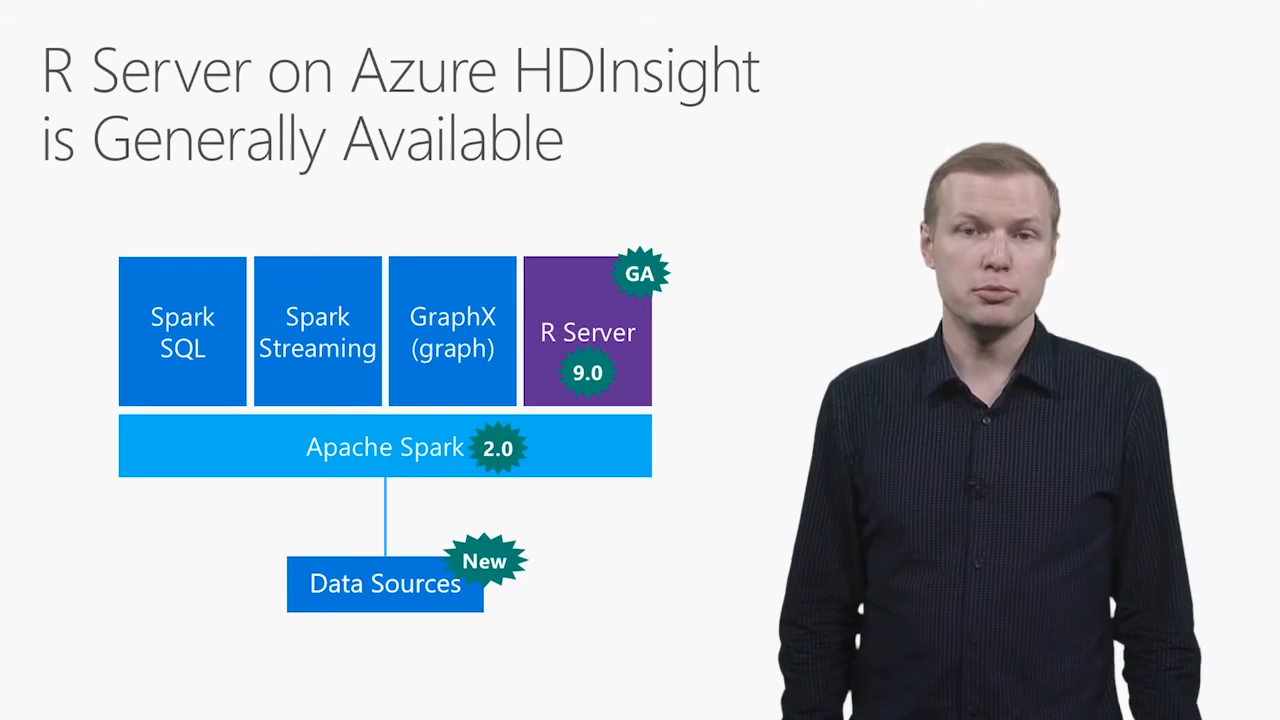 R Server on Azure HDInsight
is Generally Available
Spark
SQL
Spark
Streaming
GraphX
(graph)
GA
R Server
9.0
Apache Spark 2.0
New
Data Sources